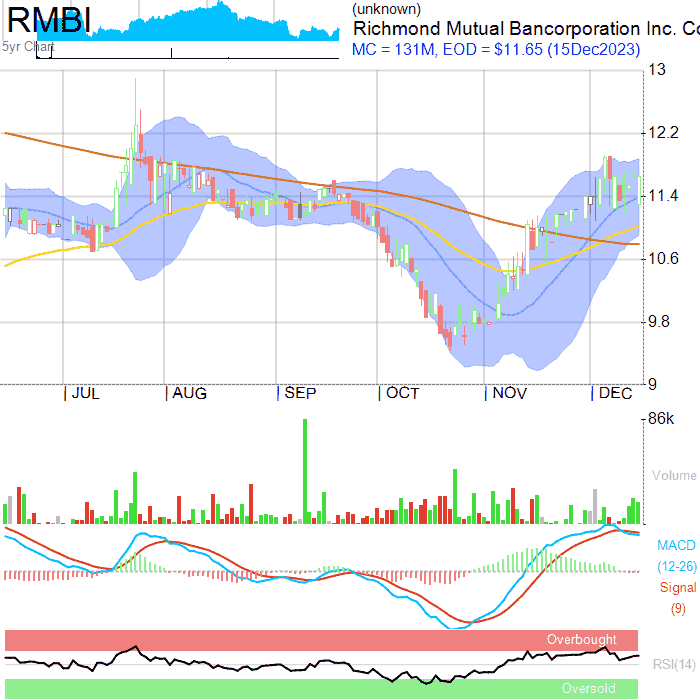 RMBI
(unknown)
Richmond Mutual Bancorporation Inc. Co
5yr Chart
MC = 131M, EOD = $11.65 (15Dec2023)
13
12.2
11.4
10.6
9.8
9
JUL AUG SEP OCT NOV DEC
86k
Volume
MACD
(12-26)
Signal
(9)
Overbought
RSI(14)
Oversold